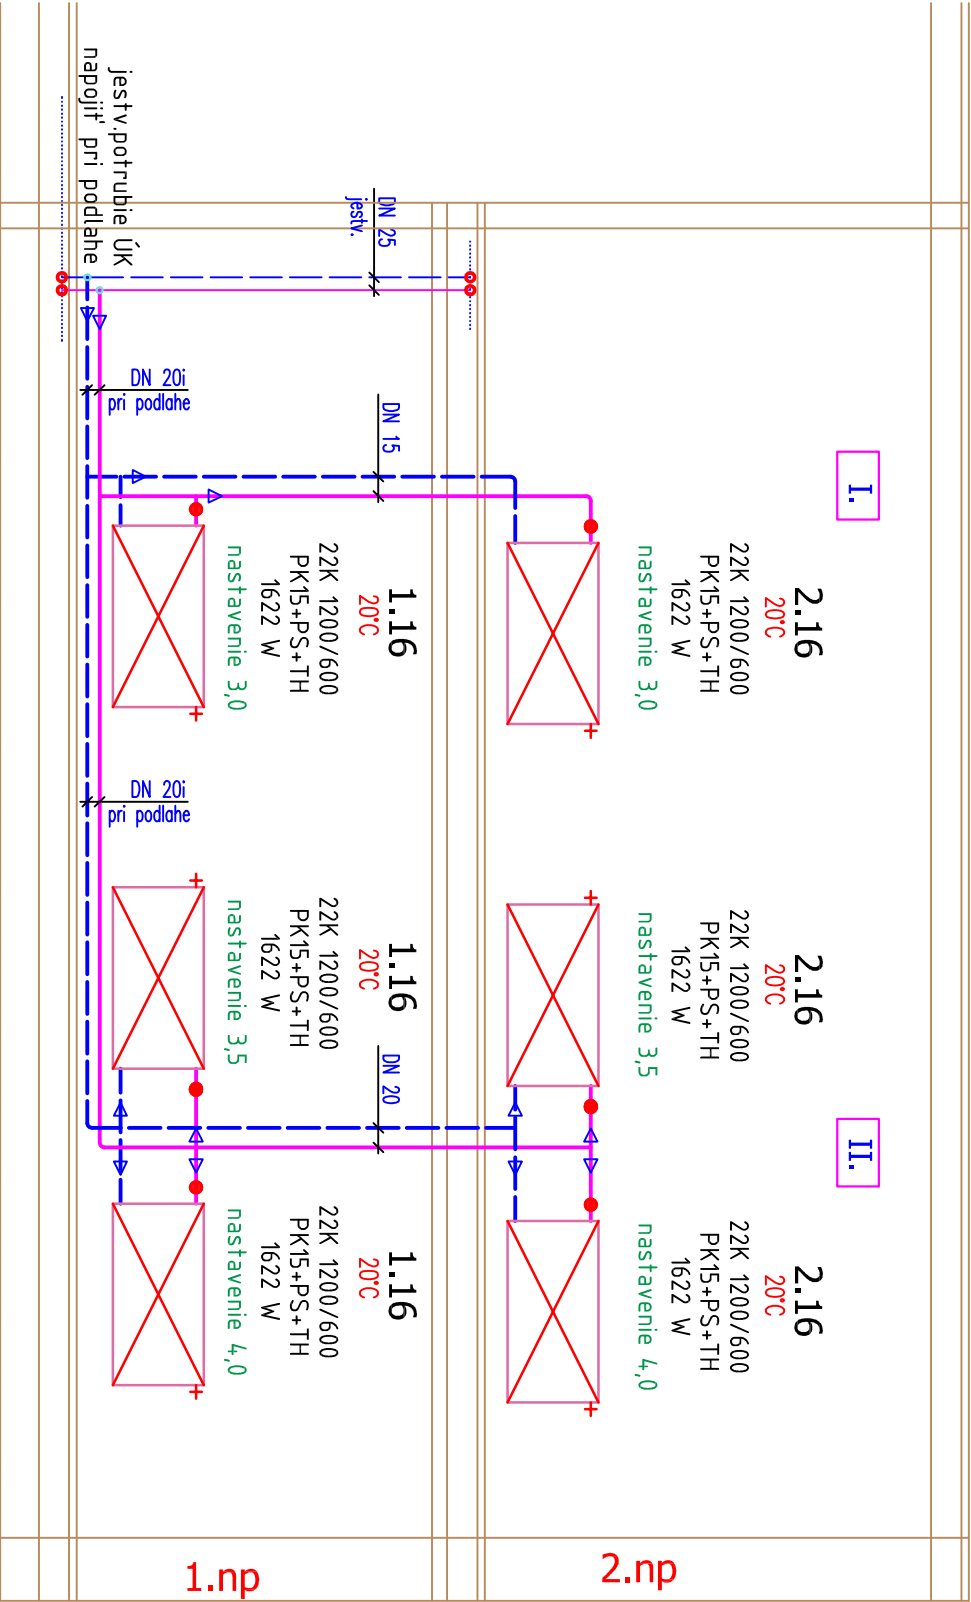 I.
II.
2.16
20°C
22K 1200/600
PK15+PS+TH
1622 W
nastavenie 3,0
2.16
20°C
22K 1200/600
PK15+PS+TH
1622 W
nastavenie 3,5
2.16
20°C
22K 1200/600
PK15+PS+TH
1622 W
nastavenie 4,0
2.np
DN 25
jestv.
DN 15
DN 20
1.16
20°C
22K 1200/600
PK15+PS+TH
1622 W
nastavenie 3,0
1.16
20°C
22K 1200/600
PK15+PS+TH
1622 W
nastavenie 3,5
1.16
20°C
22K 1200/600
PK15+PS+TH
1622 W
nastavenie 4,0
1.np
DN 20i
pri podlahe
DN 20i
pri podlahe
jestv.potrubie ÚK
napojiť pri podlahe